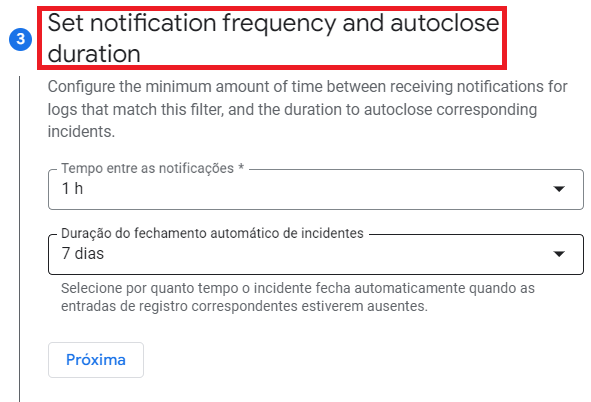 3
Set notification frequency and autoclose
duration
Configure the minimum amount of time between receiving notifications for
logs that match this filter, and the duration to autoclose corresponding
incidents.
Tempo entre as notificações *
1 h
Duração do fechamento automático de incidentes
7 dias
Selecione por quanto tempo o incidente fecha automaticamente quando as
entradas de registro correspondentes estiverem ausentes.
Próxima